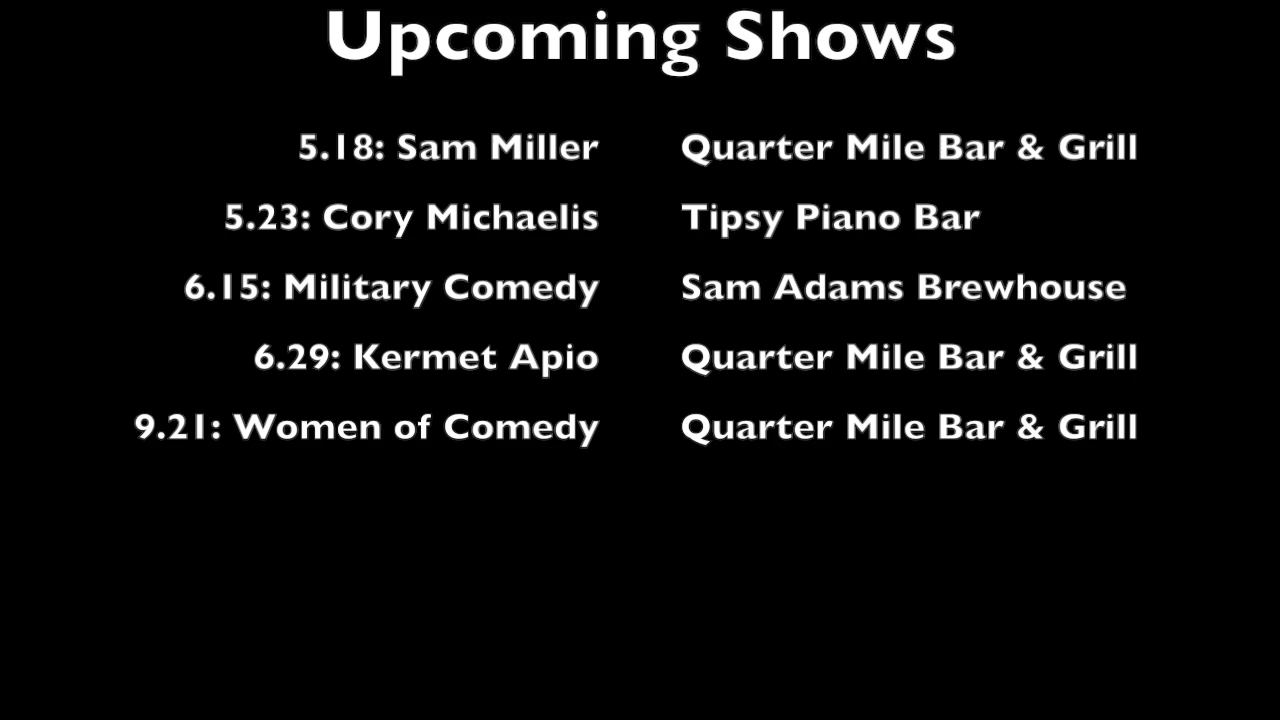 Upcoming Shows
5.18: Sam Miller Quarter Mile Bar & Grill
5.23: Cory Michaelis Tipsy Piano Bar
6.15: Military Comedy Sam Adams Brewhouse
6.29: Kermet Apio Quarter Mile Bar & Grill
9.21: Women of Comedy Quarter Mile Bar & Grill